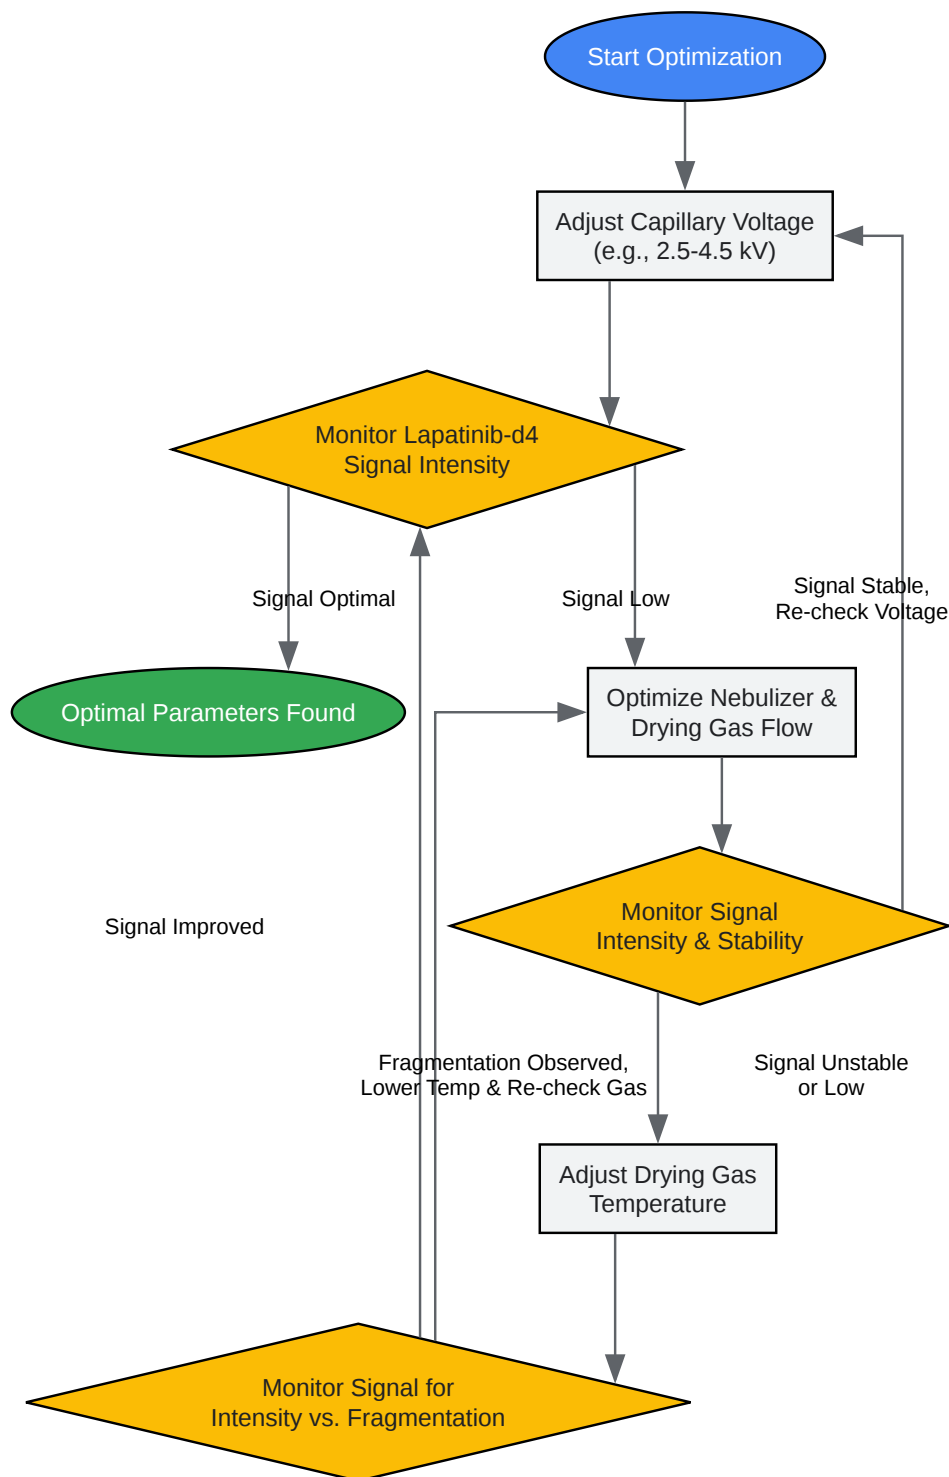 Start Optimization
Adjust Capillary Voltage
(e.g., 2.5-4.5 kV)
Monitor Lapatinib-d4
Signal Intensity
Signal Optimal
Signal Low
Signal Stable,
Re-check Voltage
Optimal Parameters Found
Optimize Nebulizer &
Drying Gas Flow
Signal Improved
Monitor Signal
Intensity & Stability
Fragmentation Observed,
Lower Temp & Re-check Gas
Signal Unstable
or Low
Adjust Drying Gas
Temperature
Monitor Signal for
Intensity vs. Fragmentation